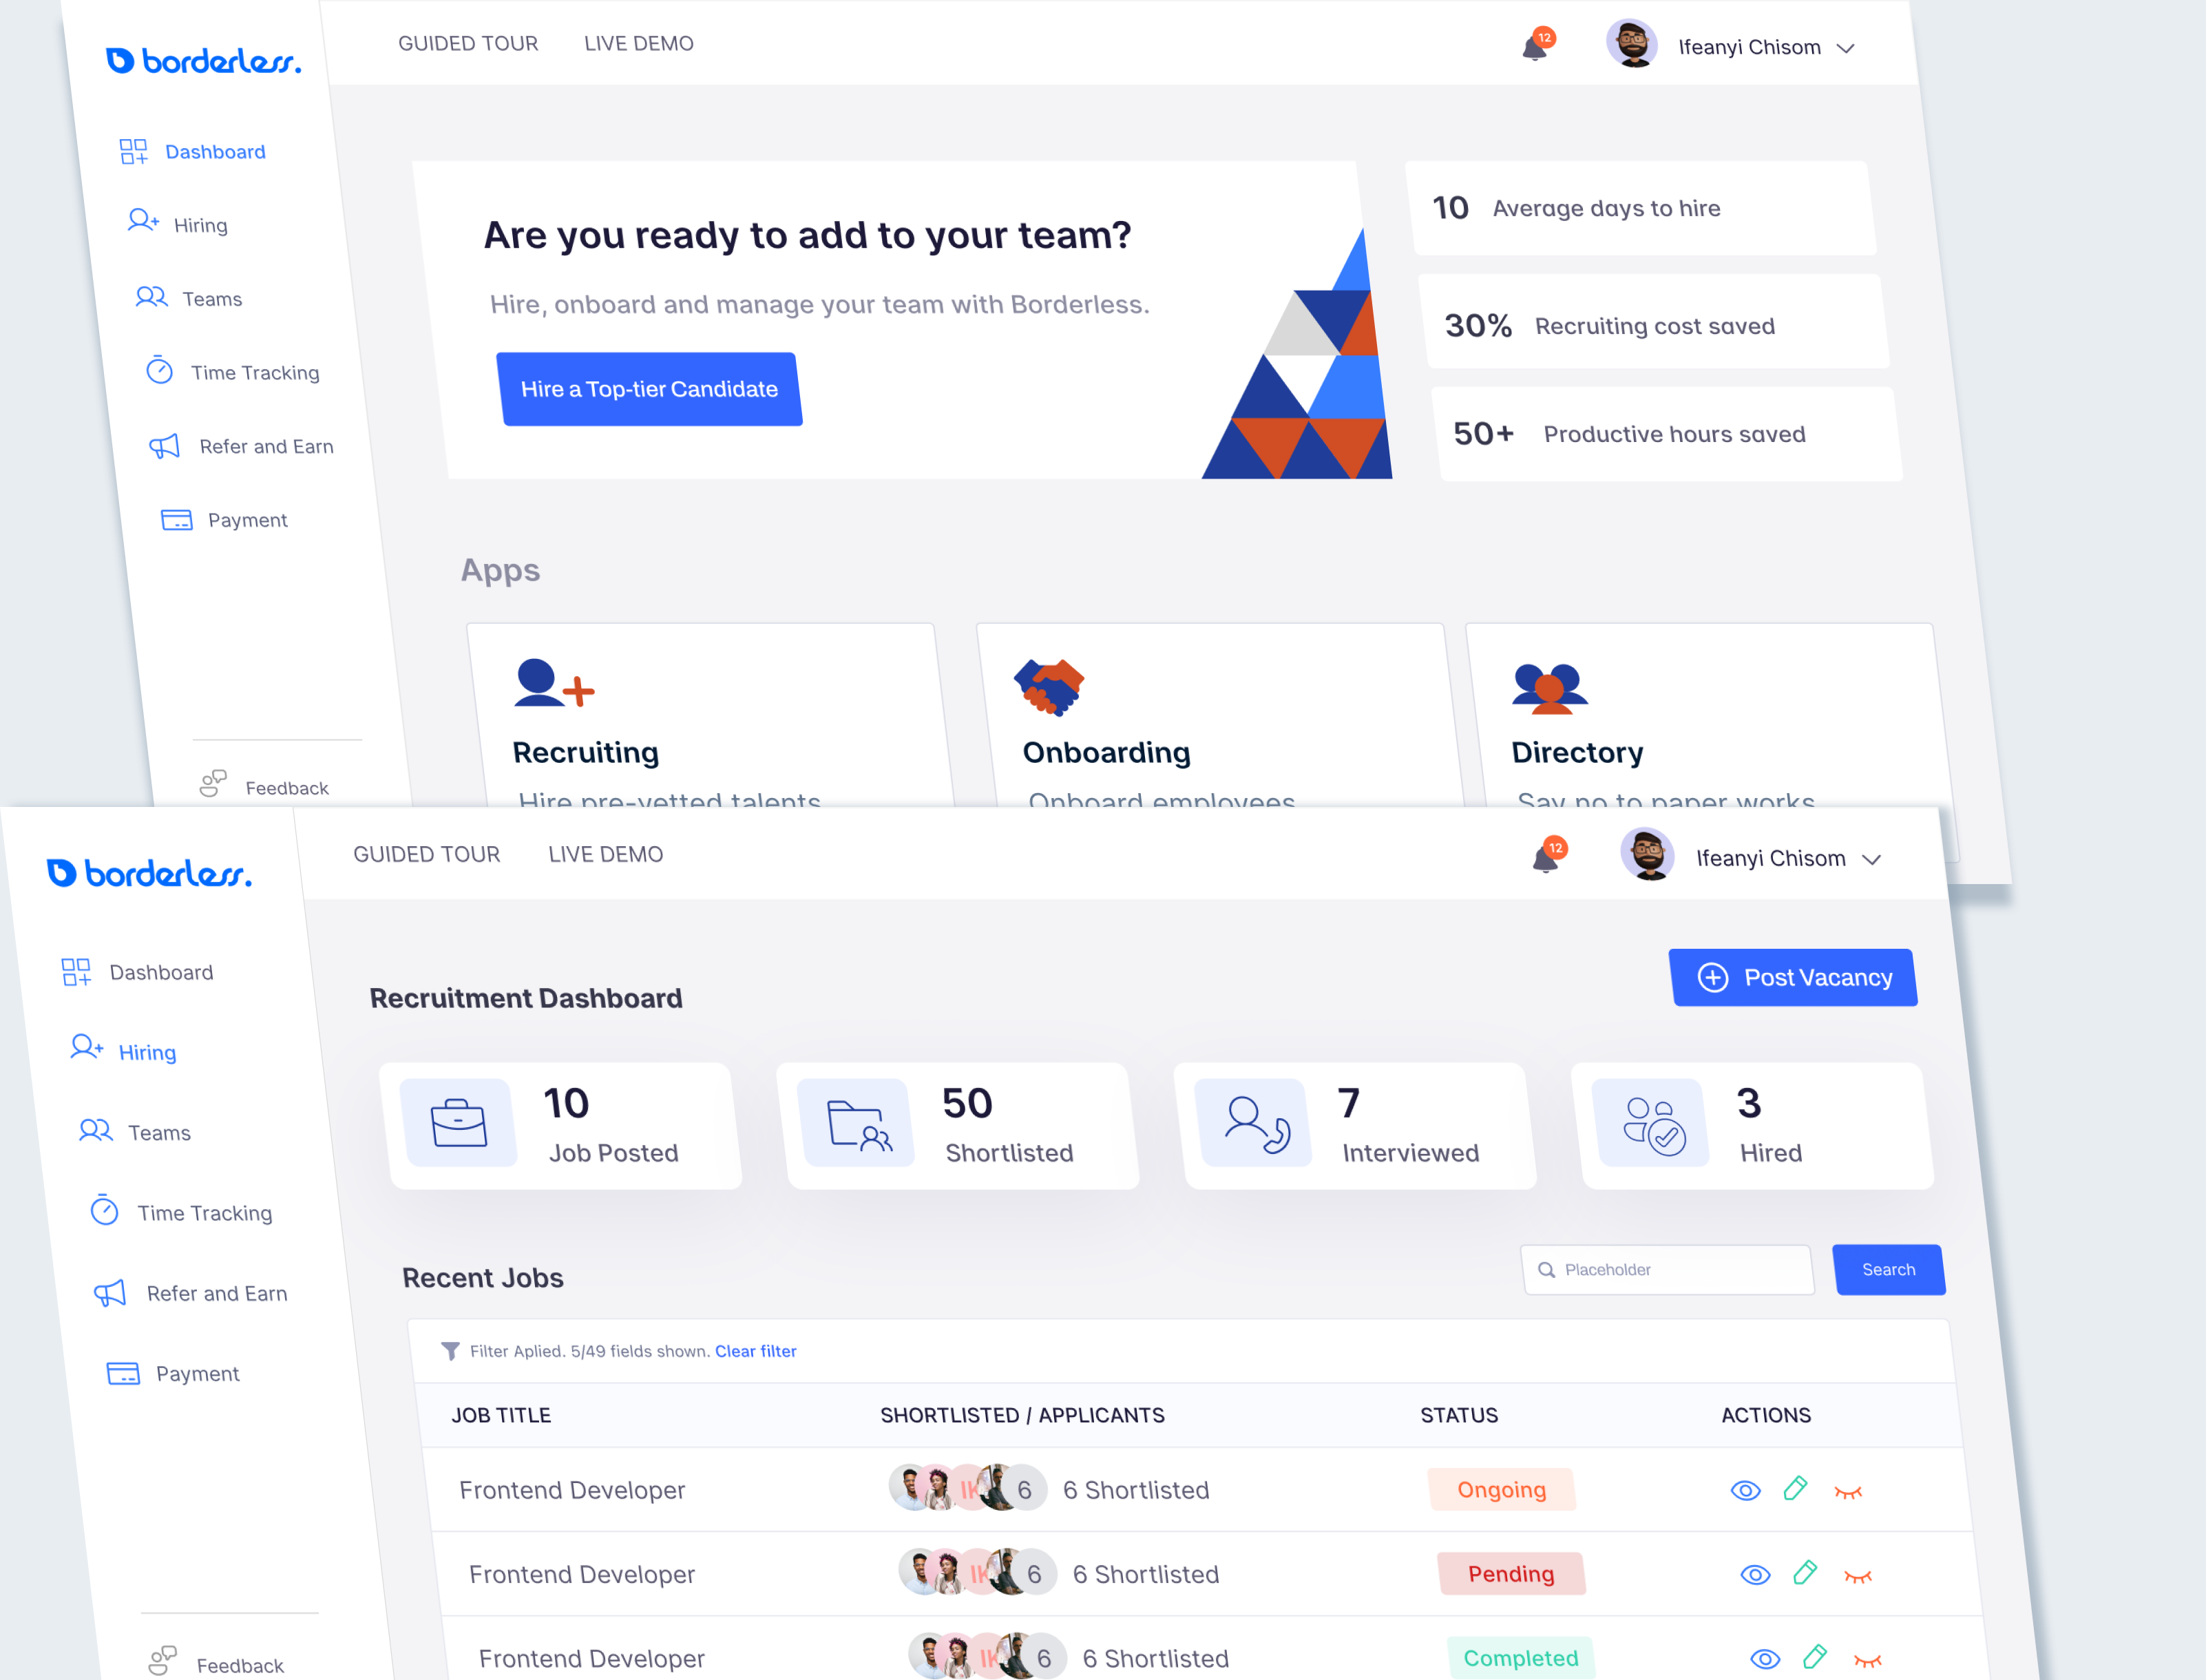 borderless.
GUIDED TOUR LIVE DEMO
12
Ifeanyi Chisom
Dashboard
Hiring
Teams
Time Tracking
Refer and Earn
Payment
Feedback
Are you ready to add to your team?
Hire, onboard and manage your team with Borderless.
Hire a Top-tier Candidate
10 Average days to hire
30% Recruiting cost saved
50+ Productive hours saved
Apps
Recruiting
Hire pre-vetted talents
Onboarding
Onboard employees
Directory
Say no to paper works
borderless.
GUIDED TOUR LIVE DEMO
12
Ifeanyi Chisom
Dashboard
Hiring
Teams
Time Tracking
Refer and Earn
Payment
Feedback
Recruitment Dashboard
Post Vacancy
10
Job Posted
50
Shortlisted
7
Interviewed
3
Hired
Recent Jobs
Placeholder
Search
Filter Aplied. 5/49 fields shown. Clear filter
JOB TITLE SHORTLISTED / APPLICANTS STATUS ACTIONS
Frontend Developer IK 6 6 Shortlisted Ongoing
Frontend Developer IK 6 6 Shortlisted Pending
Frontend Developer IK 6 6 Shortlisted Completed